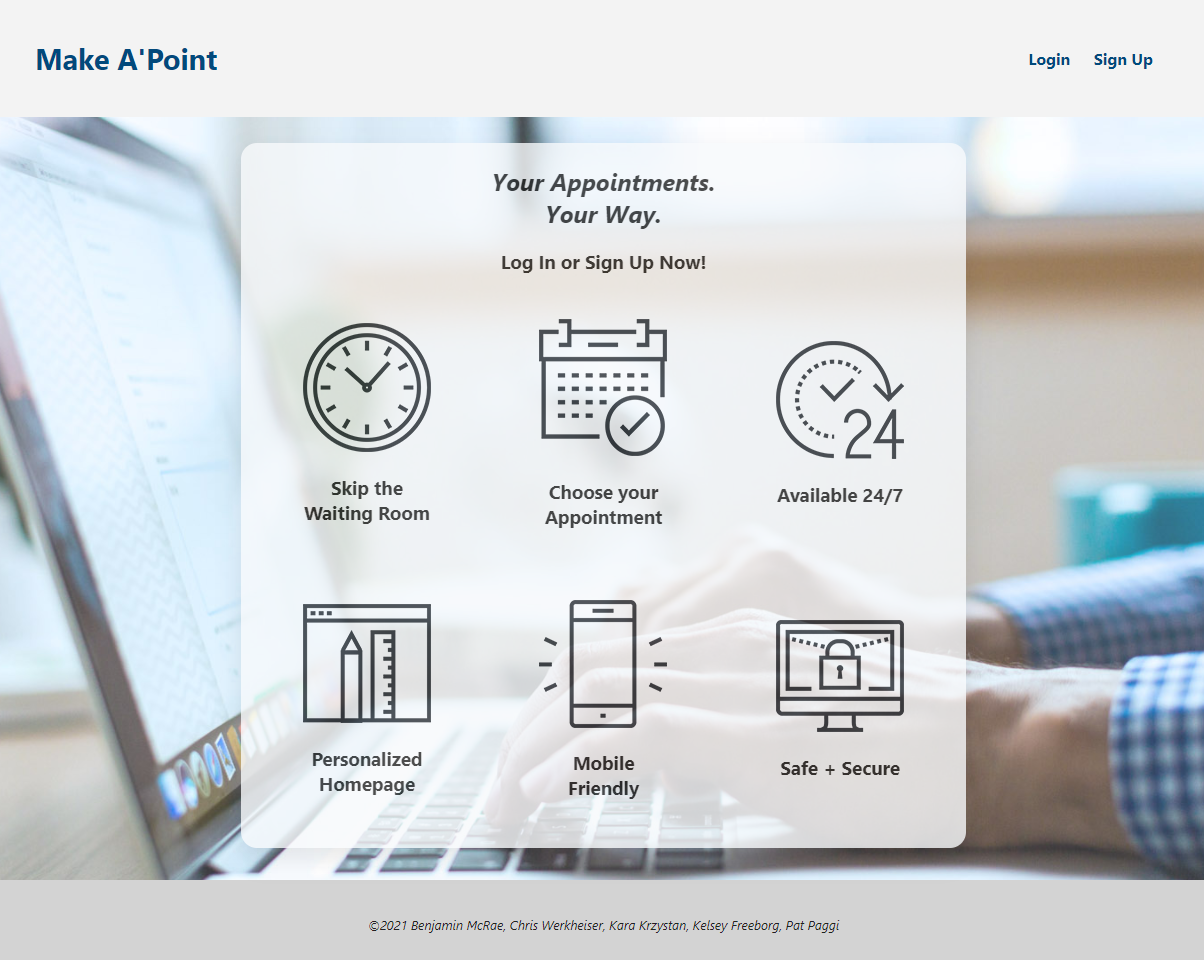 Make A'Point
Login
Sign Up
Your Appointments.
Your Way.
Log In or Sign Up Now!
24
Skip the
Waiting Room
Choose your
Appointment
Available 24/7
Personalized
Homepage
Mobile
Friendly
Safe + Secure
©2021 Benjamin McRae, Chris Werkheiser, Kara Krzystan, Kelsey Freeborg, Pat Paggi